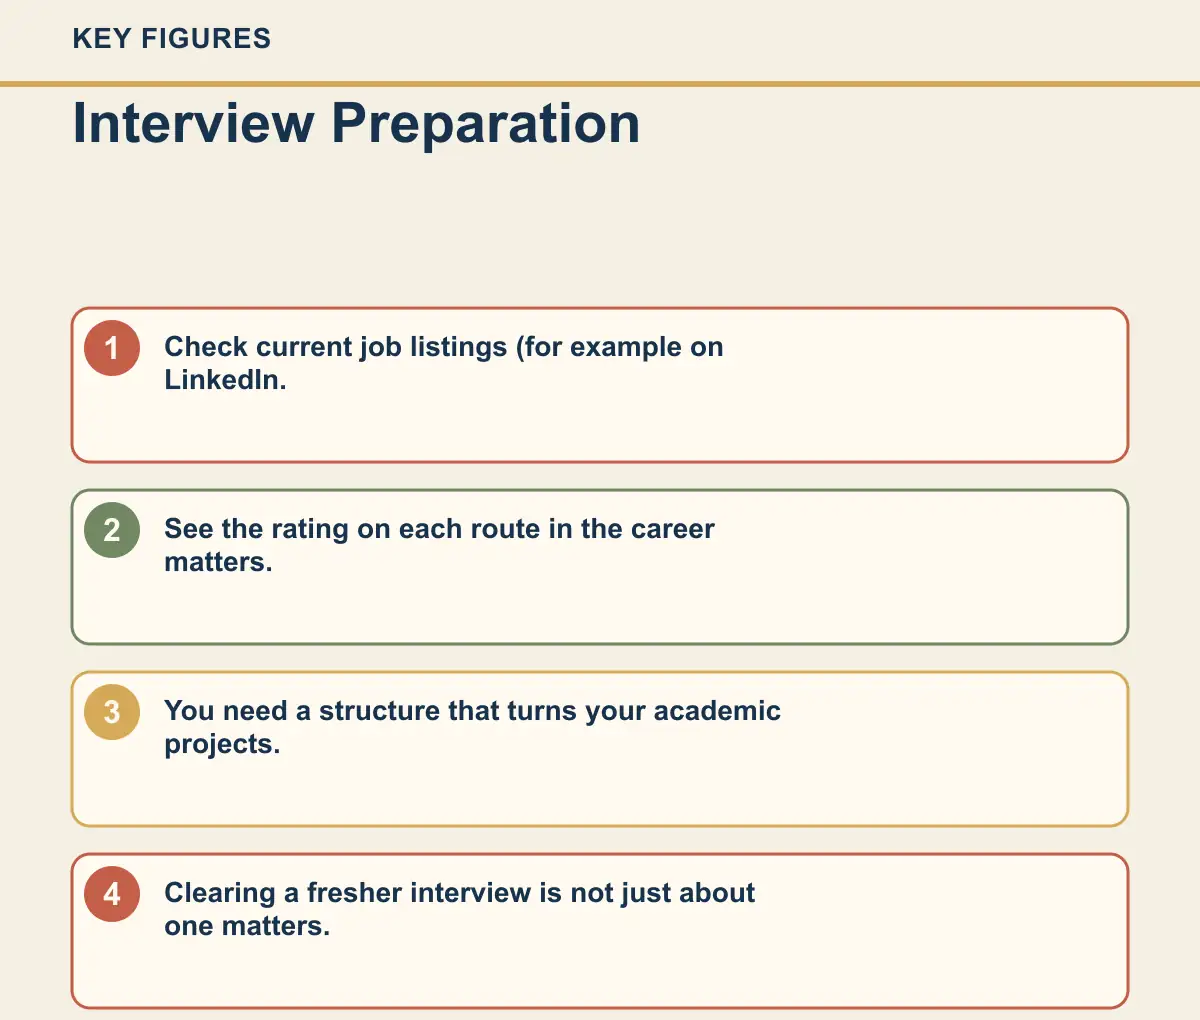 KEY FIGURES
Interview Preparation
1
Check current job listings (for example on
LinkedIn.
2
See the rating on each route in the career
matters.
3
You need a structure that turns your academic
projects.
4
Clearing a fresher interview is not just about
one matters.